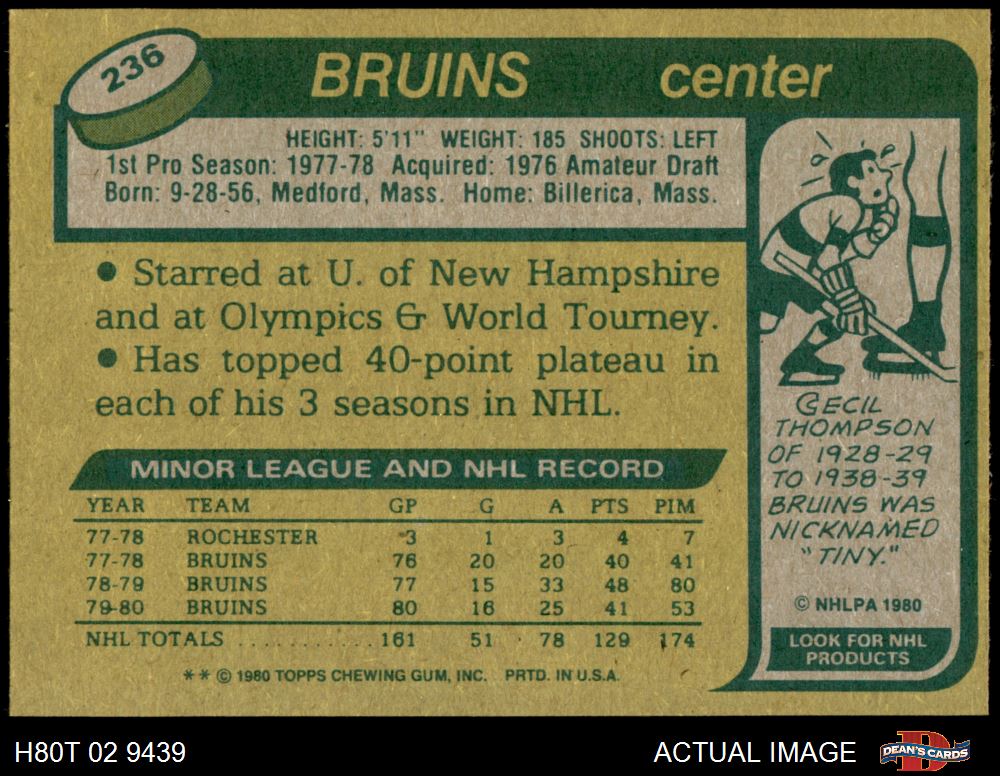 236
BRUINS center
HEIGHT: 5'11" WEIGHT: 185 SHOOTS: LEFT
1st Pro Season: 1977-78 Acquired: 1976 Amateur Draft
Born: 9-28-56, Medford, Mass. Home: Billerica, Mass.
• Starred at U. of New Hampshire
and at Olympics & World Tourney.
• Has topped 40-point plateau in
each of his 3 seasons in NHL.
MINOR LEAGUE AND NHL RECORD
YEAR TEAM GP G A PTS PIM
77-78 ROCHESTER 3 1 3 4 7
77-78 BRUINS 76 20 20 40 41
78-79 BRUINS 77 15 33 48 80
79-80 BRUINS 80 16 25 41 53
NHL TOTALS ............ 161 51 78 129 174
** © 1980 TOPPS CHEWING GUM, INC. PRTD. IN U.S.A.
CECIL
THOMPSON
OF 1928-29
TO 1938-39
BRUINS WAS
NICKNAMED
"TINY."
© NHLPA 1980
LOOK FOR NHL
PRODUCTS
H80T 02 9439 ACTUAL IMAGE DEAN'S CARDS